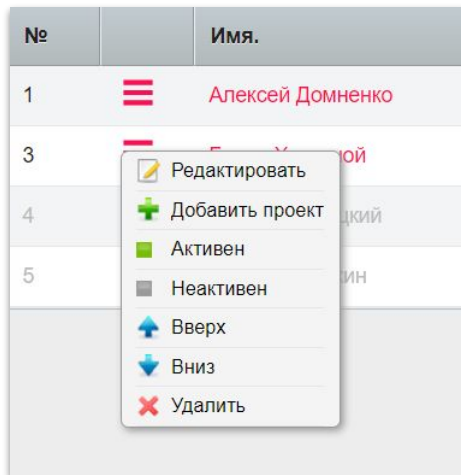 № Имя.
1 Алексей Домненко
3
Редактировать
4 Добавить проект
Активен
5 Неактивен
Вверх
Вниз
Удалить